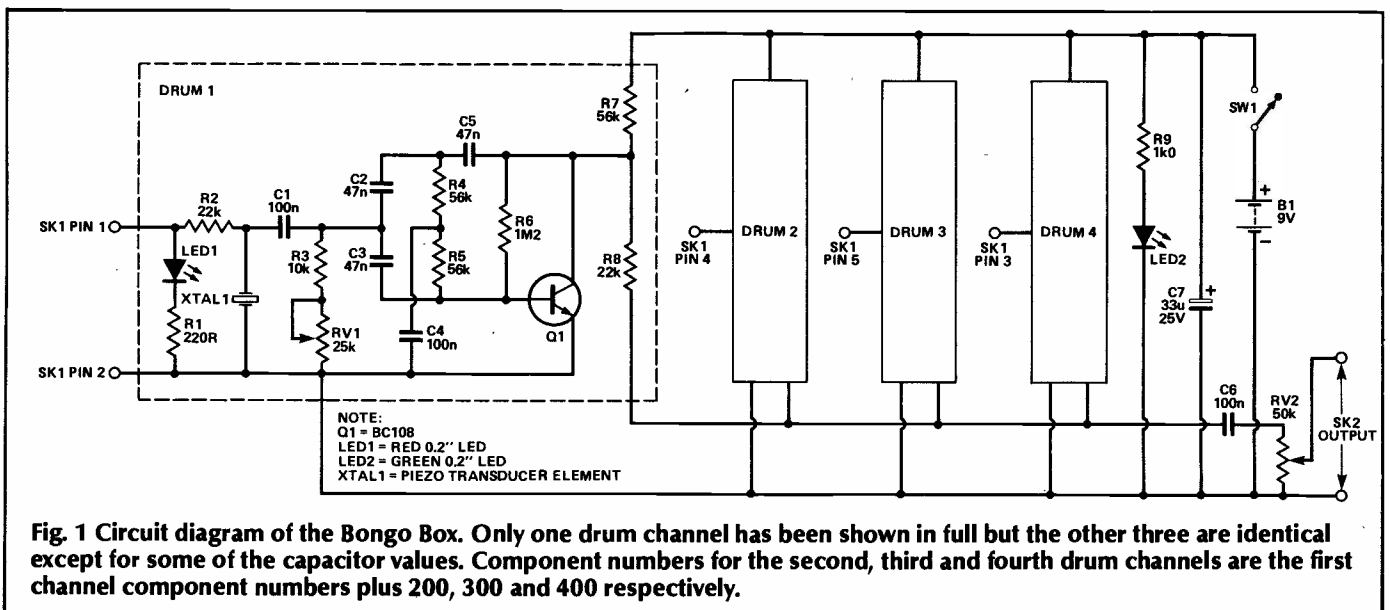 DRUM 1
R7
56k
C5
47n
C2
47n
R4
56k
R2
22k
C1
100n
SK1 PIN 1
LED1
R3
10k
C3
47n
R5
56k
R6
1M2
R8
22k
XTAL1
R1
220R
RV1
25k
C4
100n
Q1
SK1 PIN 2
SK1
PIN 4
DRUM 2
SK1
PIN 5
DRUM 3
SK1
PIN 3
DRUM 4
R9
1k0
LED2
SW1
+
B1
9V
−
C7
33u
25V
+
C6
100n
RV2
50k
SK2
OUTPUT
NOTE:
Q1 = BC108
LED1 = RED 0.2" LED
LED2 = GREEN 0.2" LED
XTAL1 = PIEZO TRANSDUCER ELEMENT
Fig. 1 Circuit diagram of the Bongo Box. Only one drum channel has been shown in full but the other three are identical
except for some of the capacitor values. Component numbers for the second, third and fourth drum channels are the first
channel component numbers plus 200, 300 and 400 respectively.